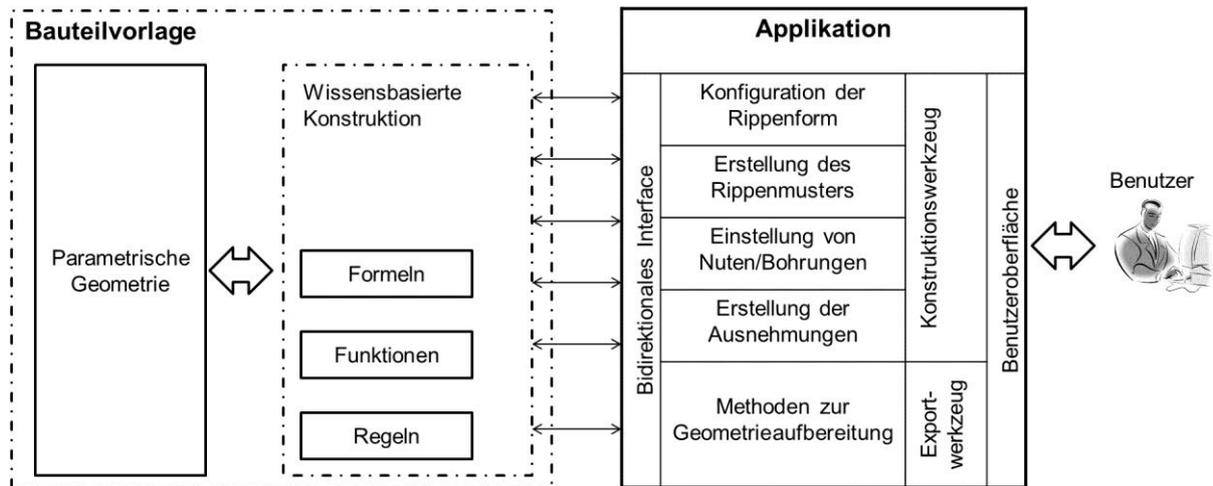 Bauteilvorlage
Parametrische
Geometrie
Wissensbasierte
Konstruktion
Formeln
Funktionen
Regeln
Applikation
Bidirektionales Interface
Konfiguration der
Rippenform
Erstellung des
Rippenmusters
Einstellung von
Nuten/Bohrungen
Erstellung der
Ausnehmungen
Methoden zur
Geometrieaufbereitung
Konstruktionswerkzeug
Export-
werkzeug
Benutzeroberfläche
Benutzer